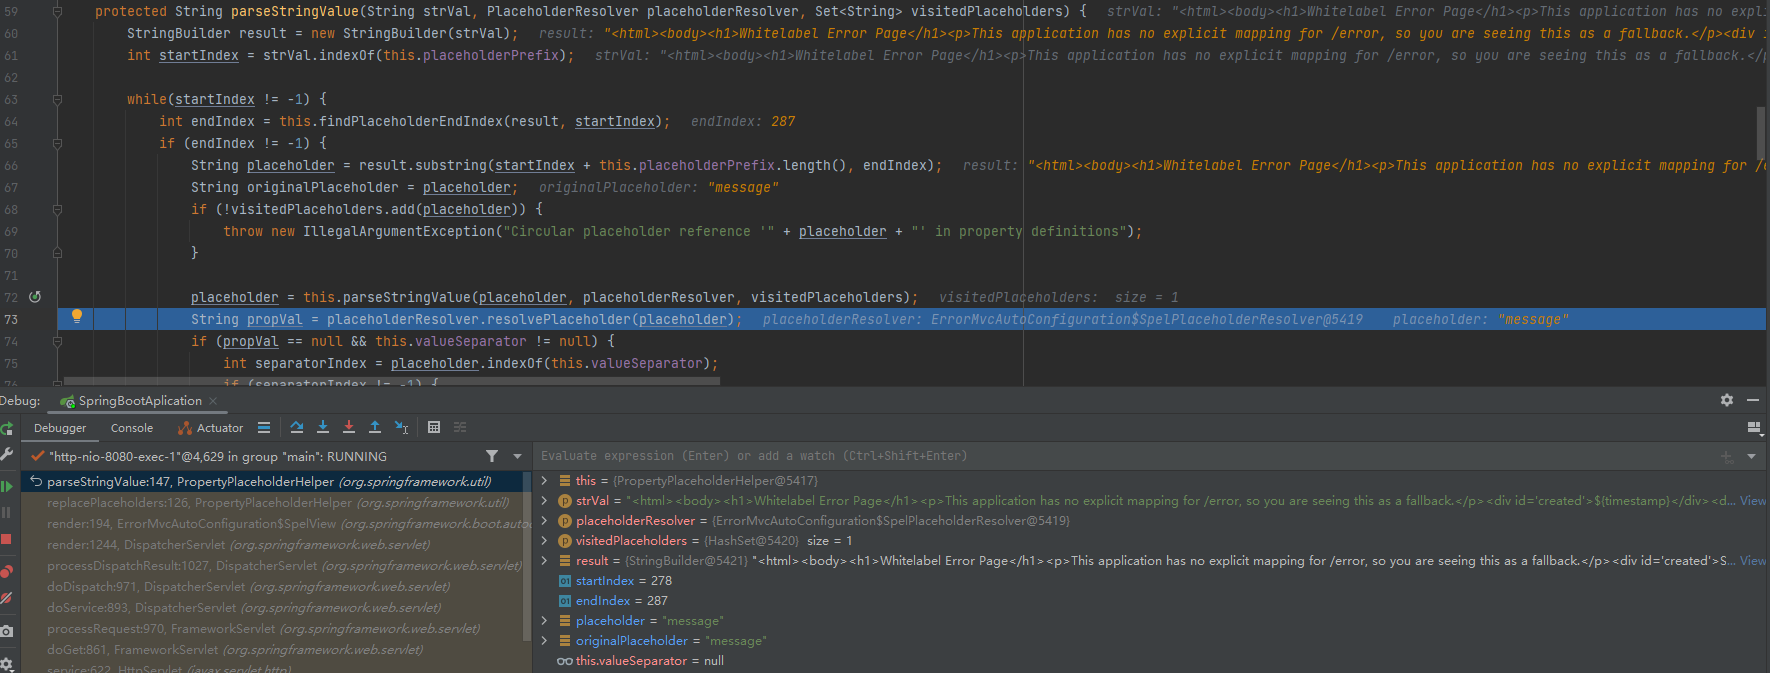 59 protected String parseStringValue(String strVal, PlaceholderResolver placeholderResolver, Set<String> visitedPlaceholders) { strVal: "<html><body><h1>Whitelabel Error Page</h1><p>This application has no expl
60 StringBuilder result = new StringBuilder(strVal); result: "<html><body><h1>Whitelabel Error Page</h1><p>This application has no explicit mapping for /error, so you are seeing this as a fallback.</p><div i
61 int startIndex = strVal.indexOf(this.placeholderPrefix); strVal: "<html><body><h1>Whitelabel Error Page</h1><p>This application has no explicit mapping for /error, so you are seeing this as a fallback.</p
62
63 while(startIndex != -1) {
64 int endIndex = this.findPlaceholderEndIndex(result, startIndex); endIndex: 287
65 if (endIndex != -1) {
66 String placeholder = result.substring(startIndex + this.placeholderPrefix.length(), endIndex); result: "<html><body><h1>Whitelabel Error Page</h1><p>This application has no explicit mapping for /e
67 String originalPlaceholder = placeholder; originalPlaceholder: "message"
68 if (!visitedPlaceholders.add(placeholder)) {
69 throw new IllegalArgumentException("Circular placeholder reference '" + placeholder + "' in property definitions");
70 }
71
72 placeholder = this.parseStringValue(placeholder, placeholderResolver, visitedPlaceholders); visitedPlaceholders: size = 1
73 String propVal = placeholderResolver.resolvePlaceholder(placeholder); placeholderResolver: ErrorMvcAutoConfiguration$SpelPlaceholderResolver@5419 placeholder: "message"
74 if (propVal == null && this.valueSeparator != null) {
75 int separatorIndex = placeholder.indexOf(this.valueSeparator);
76 if (separatorIndex != -1) {
Debug: SpringBootAplication
Debugger Console Actuator
"http-nio-8080-exec-1"@4,629 in group "main": RUNNING
parseStringValue:147, PropertyPlaceholderHelper (org.springframework.util)
replacePlaceholders:126, PropertyPlaceholderHelper (org.springframework.util)
render:194, ErrorMvcAutoConfiguration$SpelView (org.springframework.boot.autoc
render:1244, DispatcherServlet (org.springframework.web.servlet)
processDispatchResult:1027, DispatcherServlet (org.springframework.web.servlet)
doDispatch:971, DispatcherServlet (org.springframework.web.servlet)
doService:893, DispatcherServlet (org.springframework.web.servlet)
processRequest:970, FrameworkServlet (org.springframework.web.servlet)
doGet:861, FrameworkServlet (org.springframework.web.servlet)
service:622, HttpServlet (javax.servlet.http)
Evaluate expression (Enter) or add a watch (Ctrl+Shift+Enter)
this = {PropertyPlaceholderHelper@5417}
strVal = "<html><body><h1>Whitelabel Error Page</h1><p>This application has no explicit mapping for /error, so you are seeing this as a fallback.</p><div id='created'>${timestamp}</div><d... View
placeholderResolver = {ErrorMvcAutoConfiguration$SpelPlaceholderResolver@5419}
visitedPlaceholders = {HashSet@5420} size = 1
result = {StringBuilder@5421} "<html><body><h1>Whitelabel Error Page</h1><p>This application has no explicit mapping for /error, so you are seeing this as a fallback.</p><div id='created'>S... View
startIndex = 278
endIndex = 287
placeholder = "message"
originalPlaceholder = "message"
this.valueSeparator = null